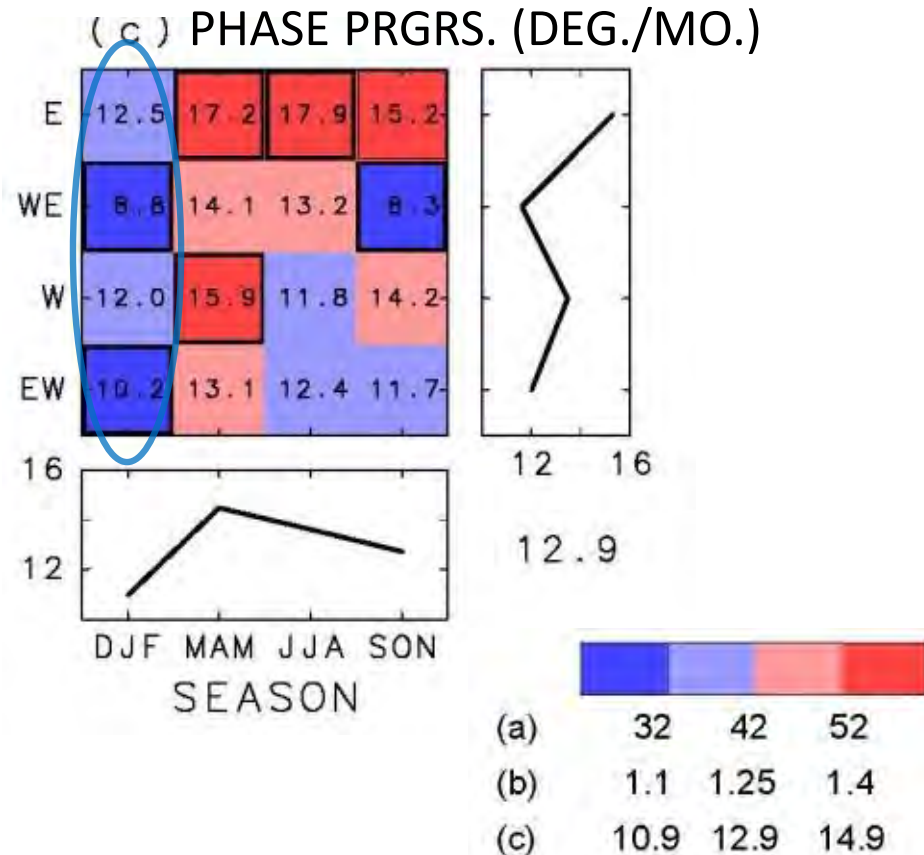 (c) PHASE PRGRS. (DEG./MO.)
E 12.5 17.2 17.9 15.2
WE 8.8 14.1 13.2 8.3
W 12.0 15.9 11.8 14.2
EW 10.2 13.1 12.4 11.7
12 16
16
12
12.9
DJF MAM JJA SON
SEASON
(a) 32 42 52
(b) 1.1 1.25 1.4
(c) 10.9 12.9 14.9